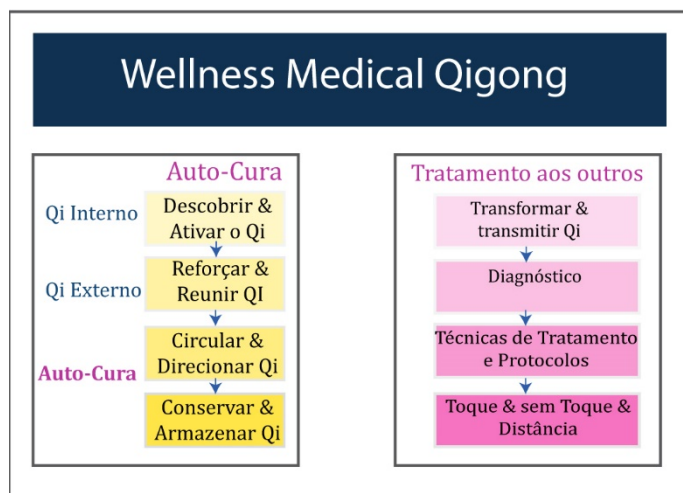 Wellness Medical Qigong
Auto-Cura
Qi Interno
Descobrir &
Ativar o Qi
Qi Externo
Reforçar &
Reunir QI
Auto-Cura
Circular &
Direcionar Qi
Conservar &
Armazenar Qi
Tratamento aos outros
Transformar &
transmitir Qi
Diagnóstico
Técnicas de Tratamento
e Protocolos
Toque & sem Toque &
Distância